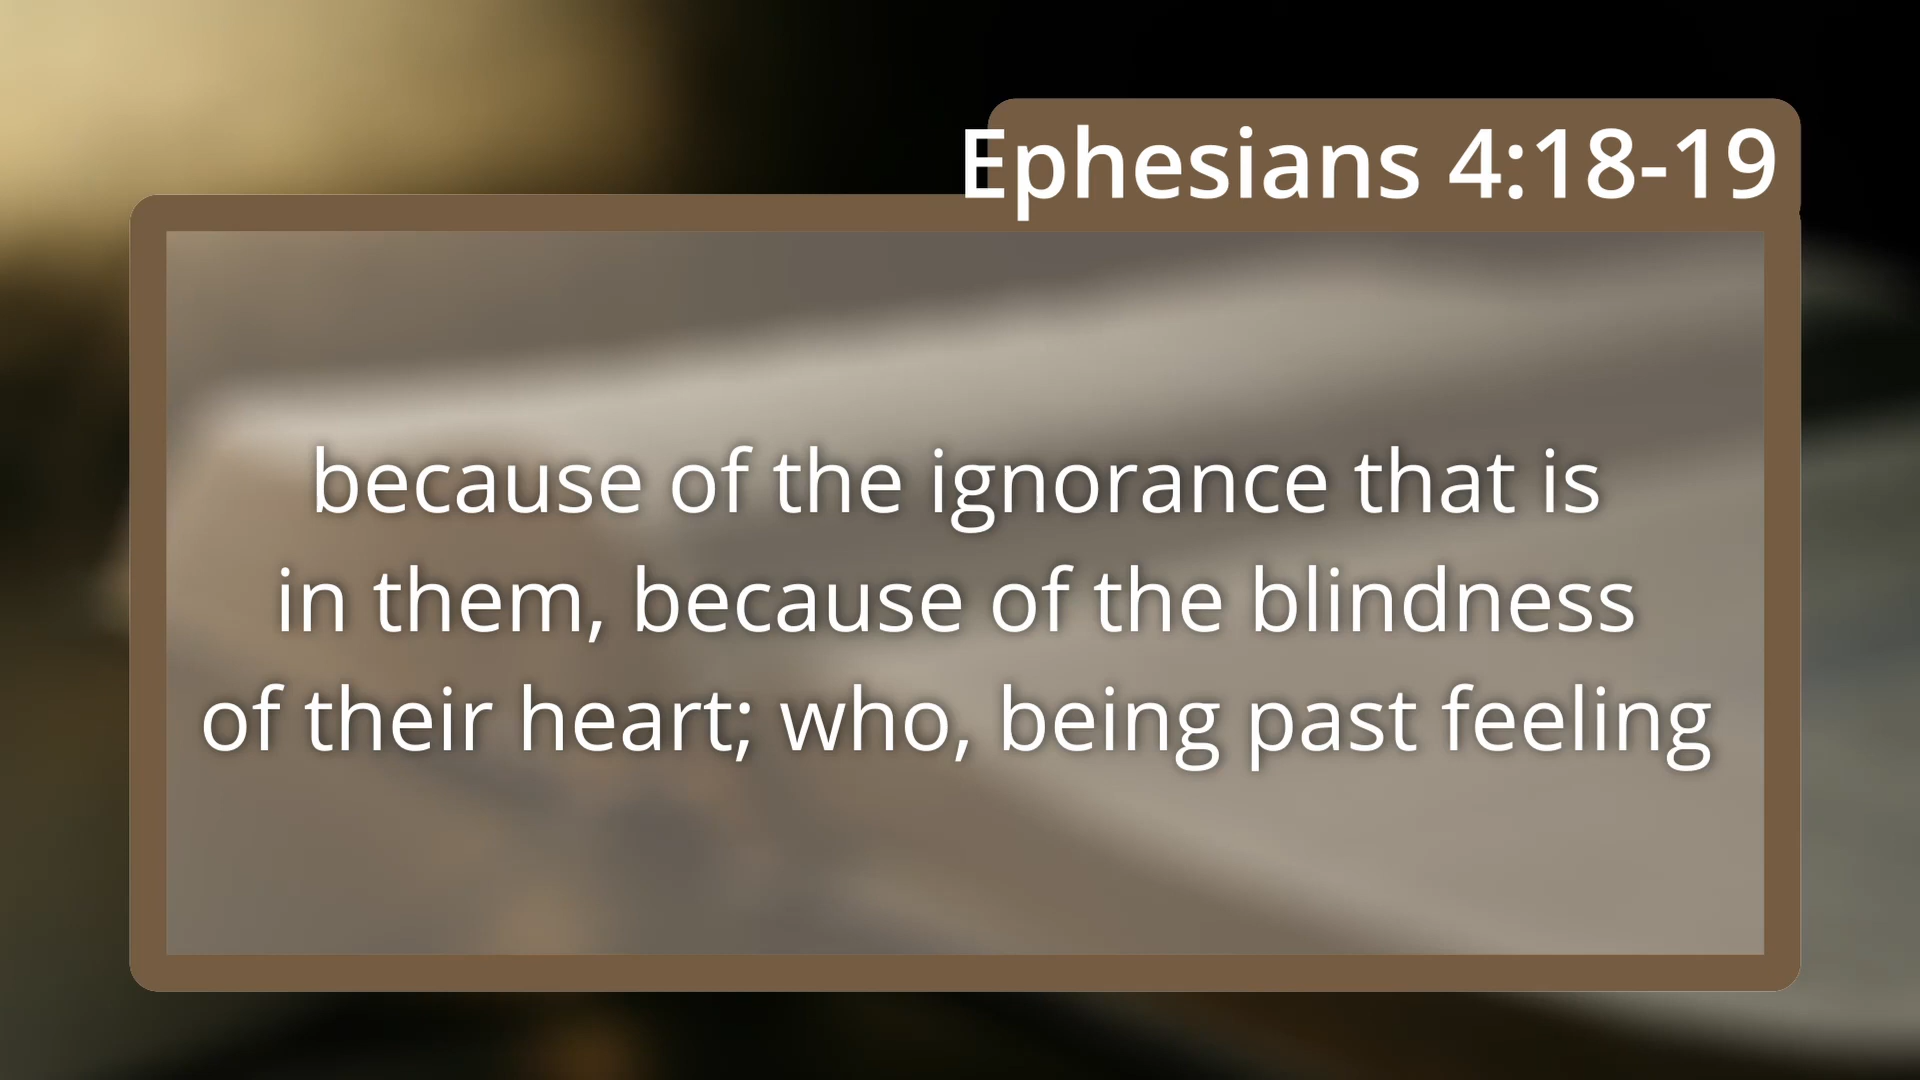 Ephesians 4:18-19
because of the ignorance that is
in them, because of the blindness
of their heart; who, being past feeling